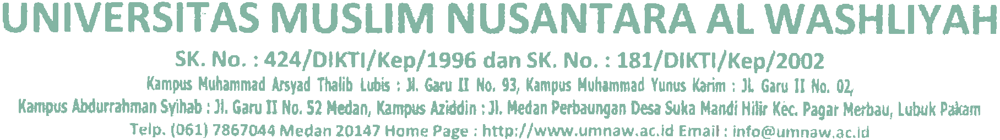 UNIVERSITAS MUSLIM NUSANTARA AL WASHLIYAH
SK. No. : 424/DIKTI/Kep/1996 dan SK. No. : 181/DIKTI/Kep/2002
Kampus Muhammad Arsyad Thalib Lubis : Jl. Garu II No. 93, Kampus Muhammad Yunus Karim : Jl. Garu II No. 02,
Kampus Abdurrahman Syihab : Jl. Garu II No. 52 Medan, Kampus Aziddin : Jl. Medan Perbaungan Desa Suka Mandi Hilir Kec. Pagar Merbau, Lubuk Pakam
Telp. (061) 7867044 Medan 20147 Home Page : http://www.umnaw.ac.id Email : info@umnaw.ac.id